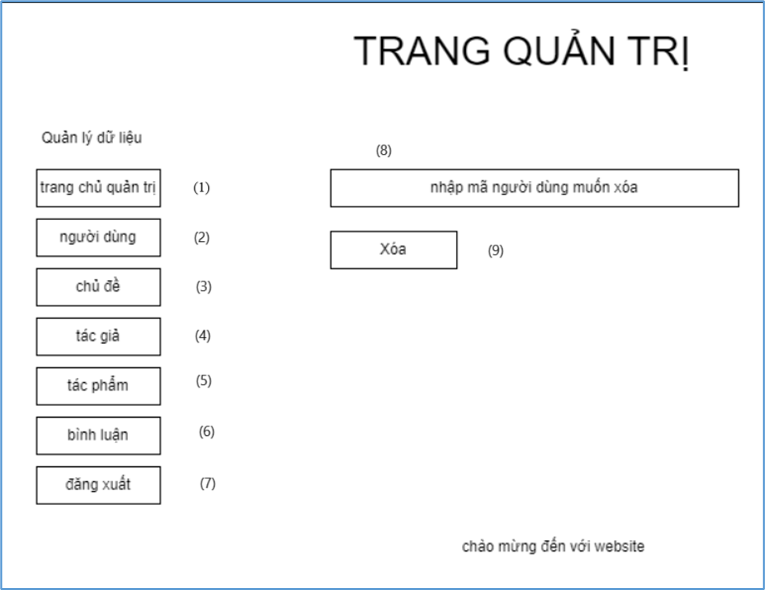 TRANG QUẢN TRỊ
Quản lý dữ liệu
trang chủ quản trị (1)
người dùng (2)
chủ đề (3)
tác giả (4)
tác phẩm (5)
bình luận (6)
đăng xuất (7)
(8)
nhập mã người dùng muốn xóa
Xóa (9)
chào mừng đến với website